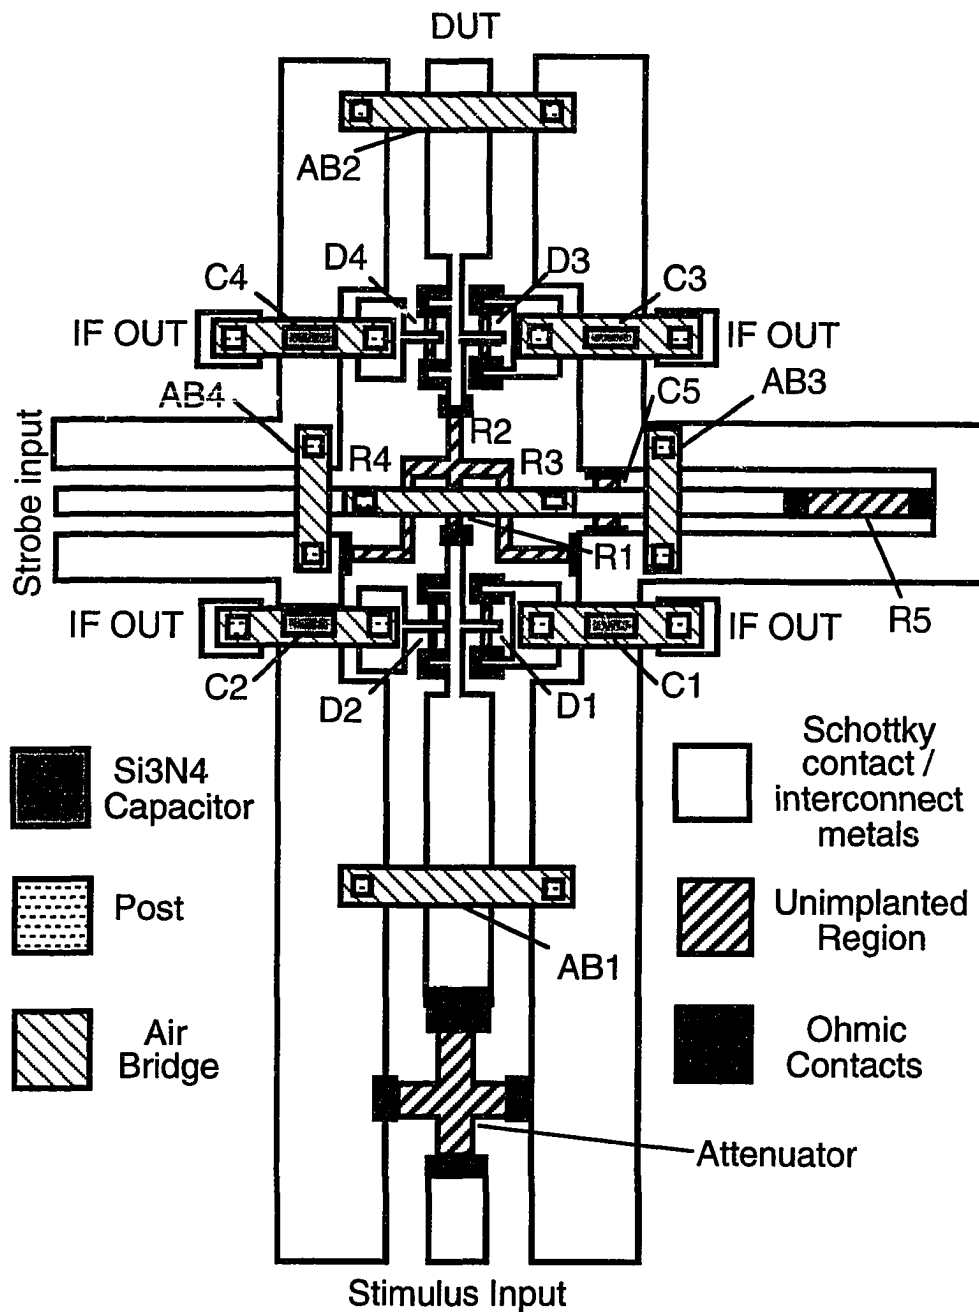 DUT
AB2
D4
D3
C4
C3
IF OUT
IF OUT
AB4
C5
AB3
R2
R4
R3
Strobe input
R1
R5
IF OUT
IF OUT
C2
D2
D1
C1
Si3N4
Capacitor
Schottky
contact /
interconnect
metals
Post
Unimplanted
Region
AB1
Air
Bridge
Ohmic
Contacts
Attenuator
Stimulus Input